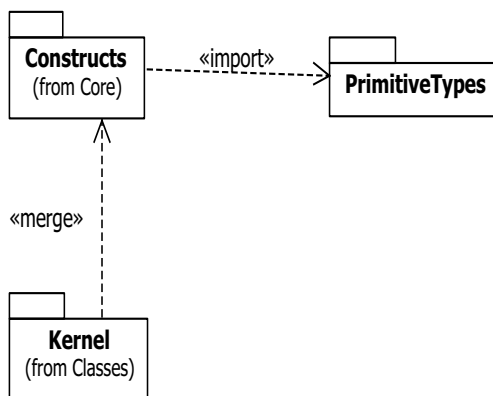 Constructs
(from Core)
«import»
PrimitiveTypes
«merge»
Kernel
(from Classes)